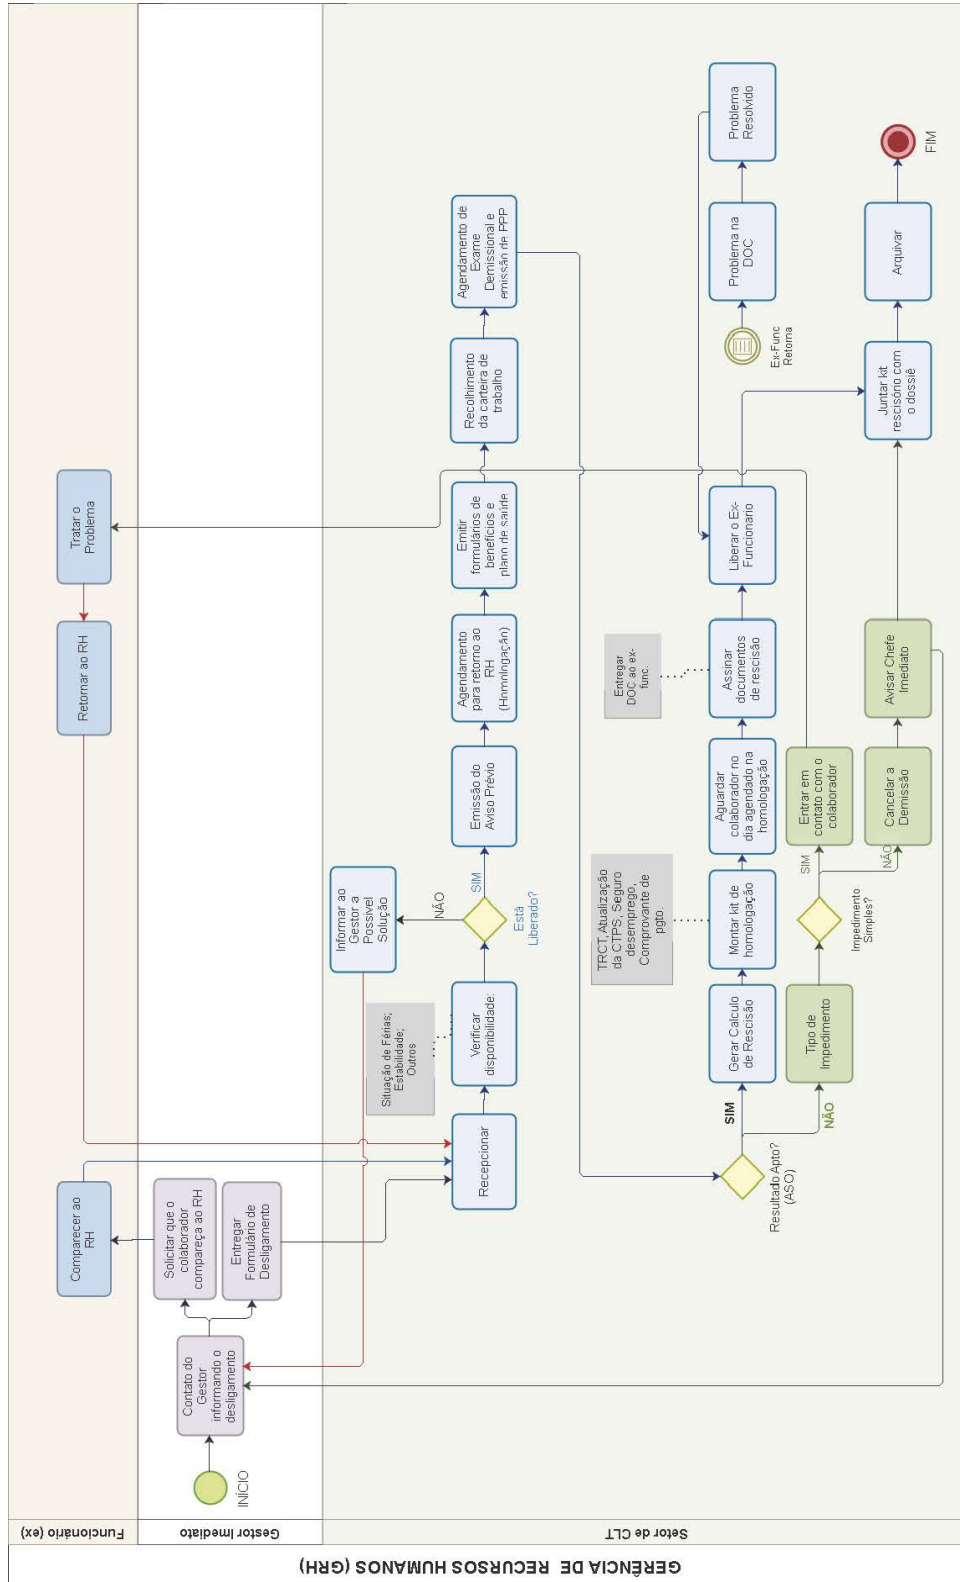 GERÊNCIA DE RECURSOS HUMANOS (GRH)
Funcionário (ex)
Gestor Imediato
Setor de CLT
Comparecer ao
RH
Retornar ao RH
Tratar o
Problema
INÍCIO
Contato do
Gestor
informando o
desligamento
Solicitar que o
colaborador
compareça ao RH
Entregar
Formulário de
Desligamento
Informar ao
Gestor a
Possivel
Solução
Situação de Férias;
Estabilidade;
Outros
Recepcionar
Verificar
disponibilidade:
NÃO
SIM
Está
Liberado?
Emissão do
Aviso Prévio
Agendamento
para retorno ao
RH
(Homologação)
Emitir
formulários de
benefícios e
plano de saúde
Recolhimento
da carteira de
trabalho
Agendamento de
Exame
Demissional e
emissão de PPP
TRCT, Atualização
da CTPS, Seguro
desemprego,
Comprovante de
pgto.
Entregar
DOC ao ex-
func.
Resultado Apto?
(ASO)
SIM
NÃO
Gerar Calculo
de Rescisão
Montar kit de
homologação
Aguardar
colaborador no
dia agendado na
homologação
Assinar
documentos
de rescisão
Liberar o Ex-
Funcionario
Ex-Func
Retorna
Problema na
DOC
Problema
Resolvido
Tipo de
Impedimento
Impedimento
Simples?
SIM
NÃO
Entrar em
contato com o
colaborador
Cancelar a
Demissão
Avisar Chefe
Imediato
Juntar kit
rescisório com
o dossiê
Arquivar
FIM